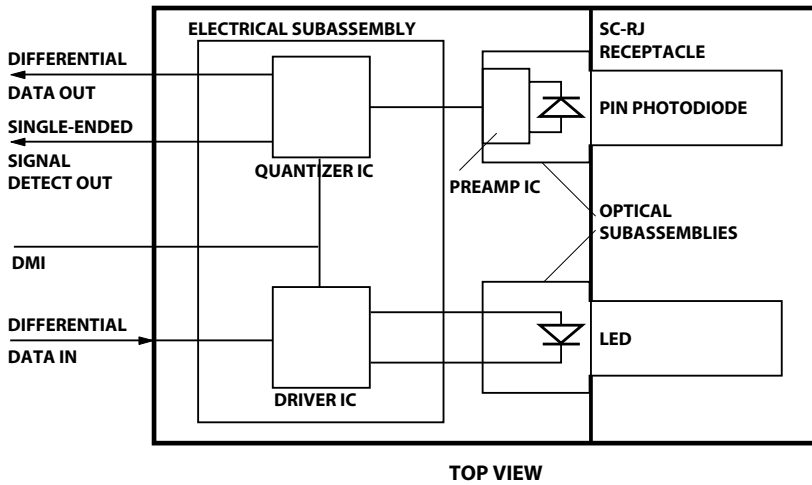 ELECTRICAL SUBASSEMBLY
SC-RJ
RECEPTACLE
DIFFERENTIAL
DATA OUT
PIN PHOTODIODE
SINGLE-ENDED
SIGNAL
DETECT OUT
QUANTIZER IC
PREAMP IC
OPTICAL
SUBASSEMBLIES
DMI
DIFFERENTIAL
DATA IN
LED
DRIVER IC
TOP VIEW